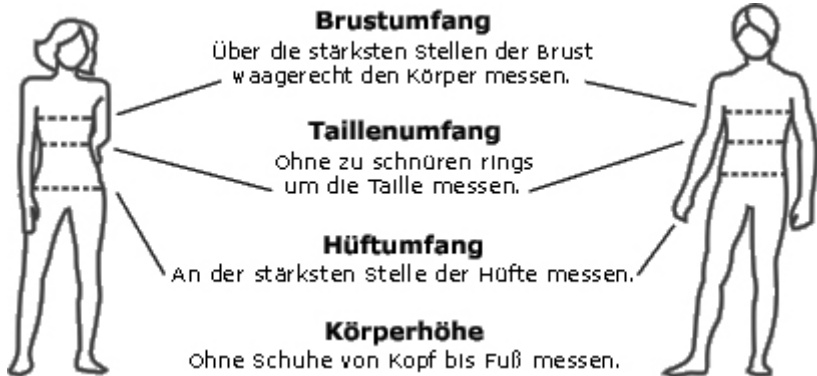 Brustumfang
Über die stärksten Stellen der Brust
waagerecht den Körper messen.
Taillenumfang
Ohne zu schnüren rings
um die Taille messen.
Hüftumfang
An der stärksten Stelle der Hüfte messen.
Körperhöhe
Ohne Schuhe von Kopf bis Fuß messen.